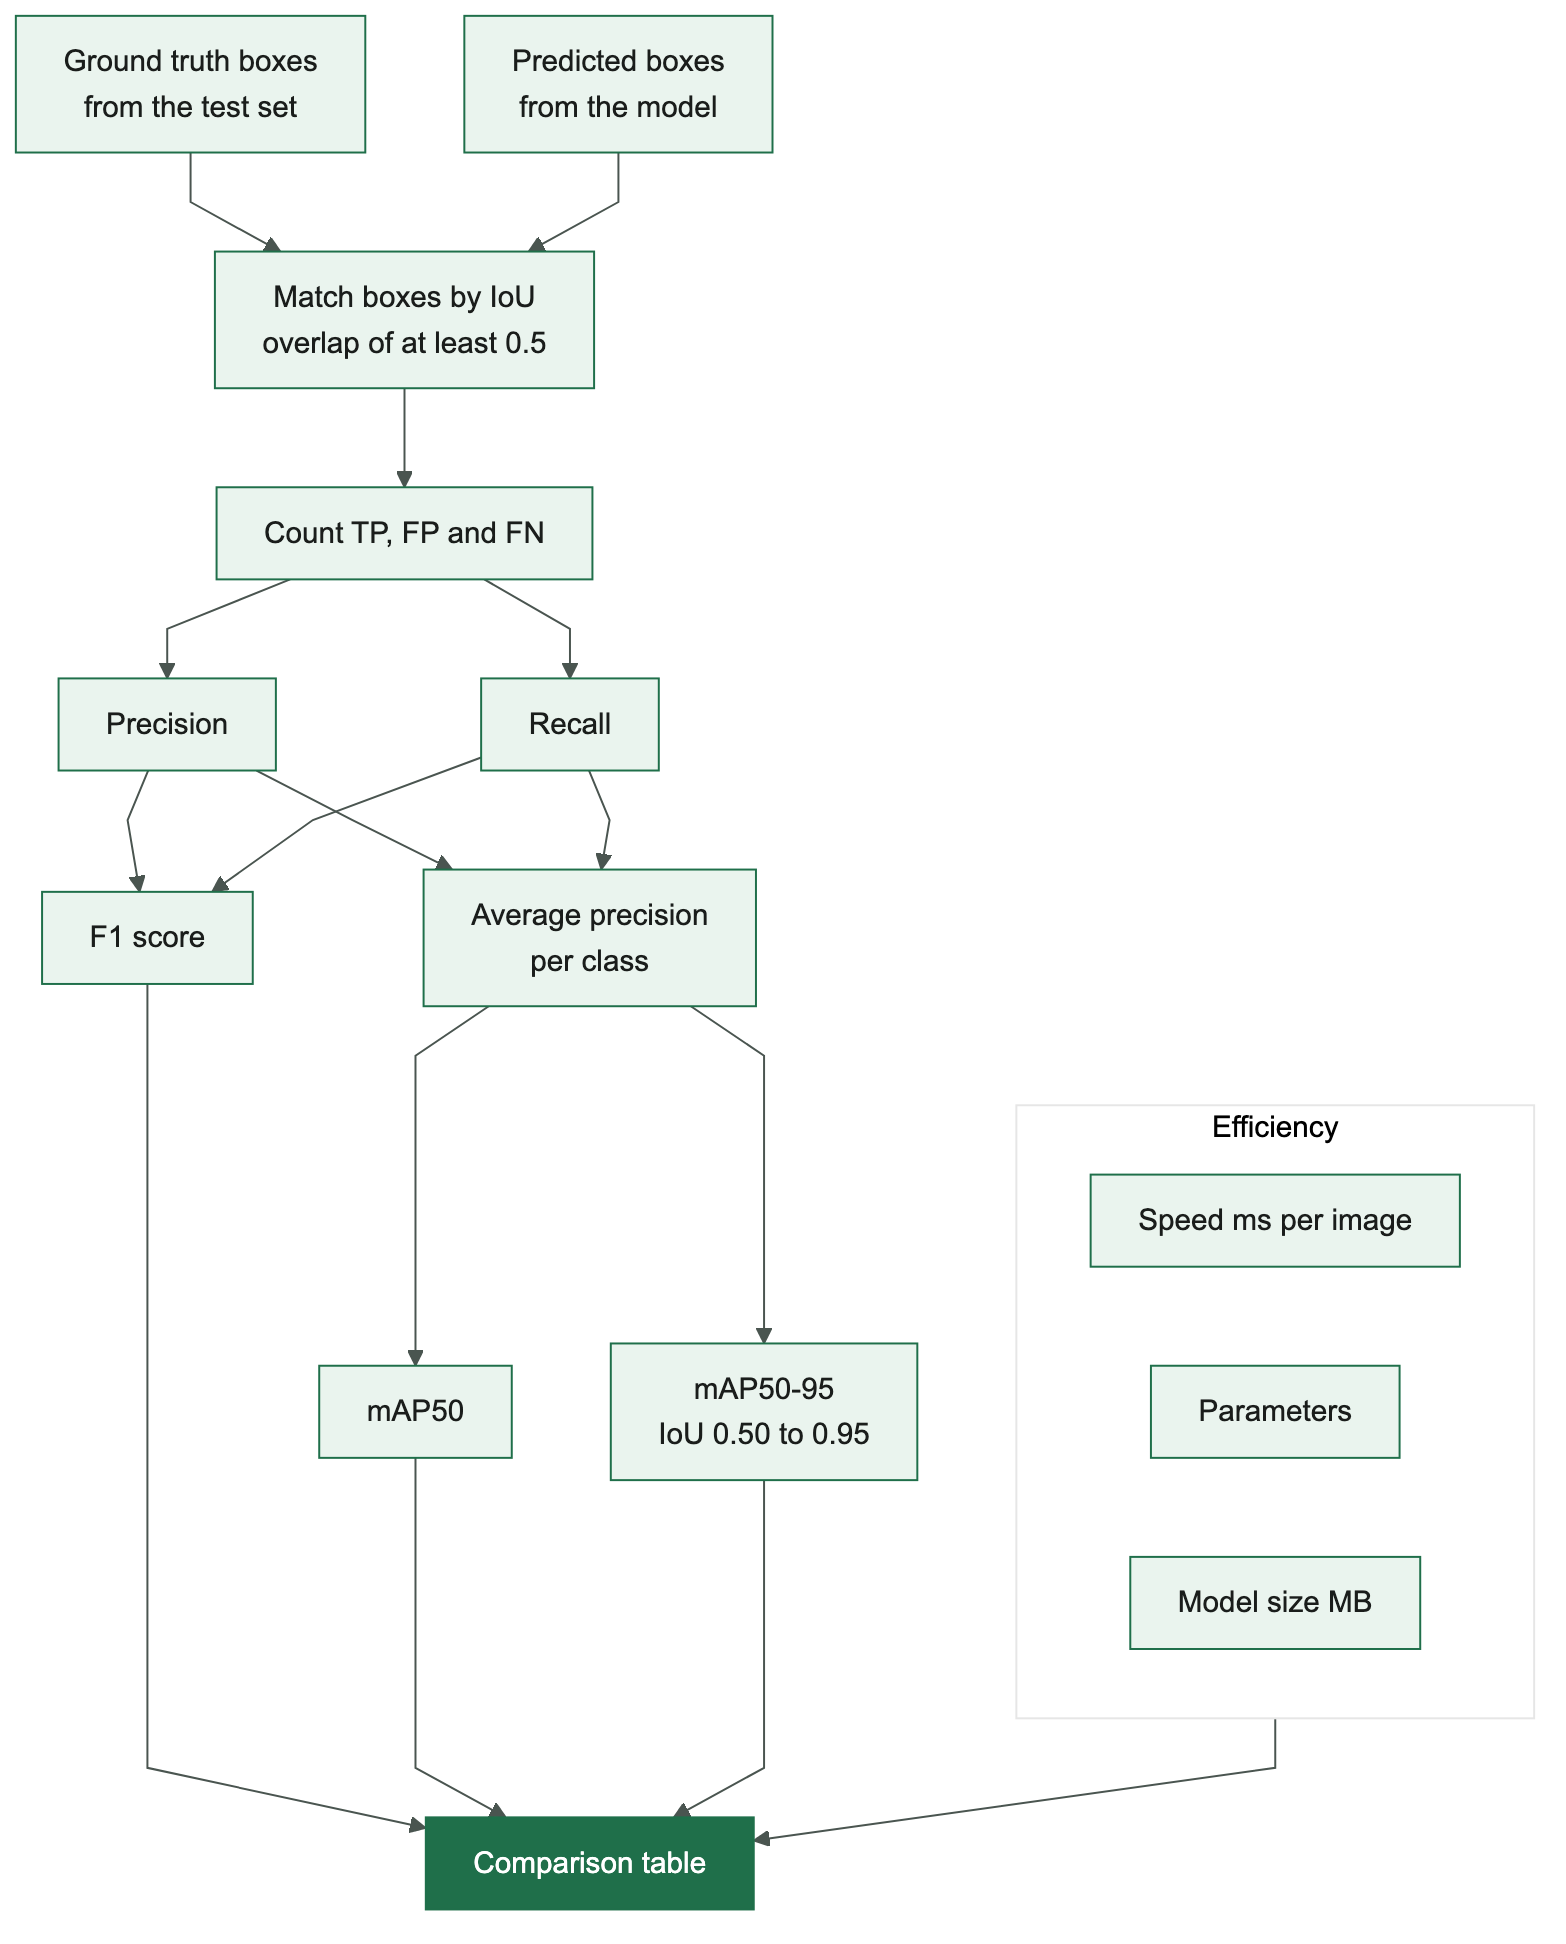 Ground truth boxes
from the test set
Predicted boxes
from the model
Match boxes by IoU
overlap of at least 0.5
Count TP, FP and FN
Precision
Recall
F1 score
Average precision
per class
Efficiency
Speed ms per image
mAP50
mAP50-95
IoU 0.50 to 0.95
Parameters
Model size MB
Comparison table